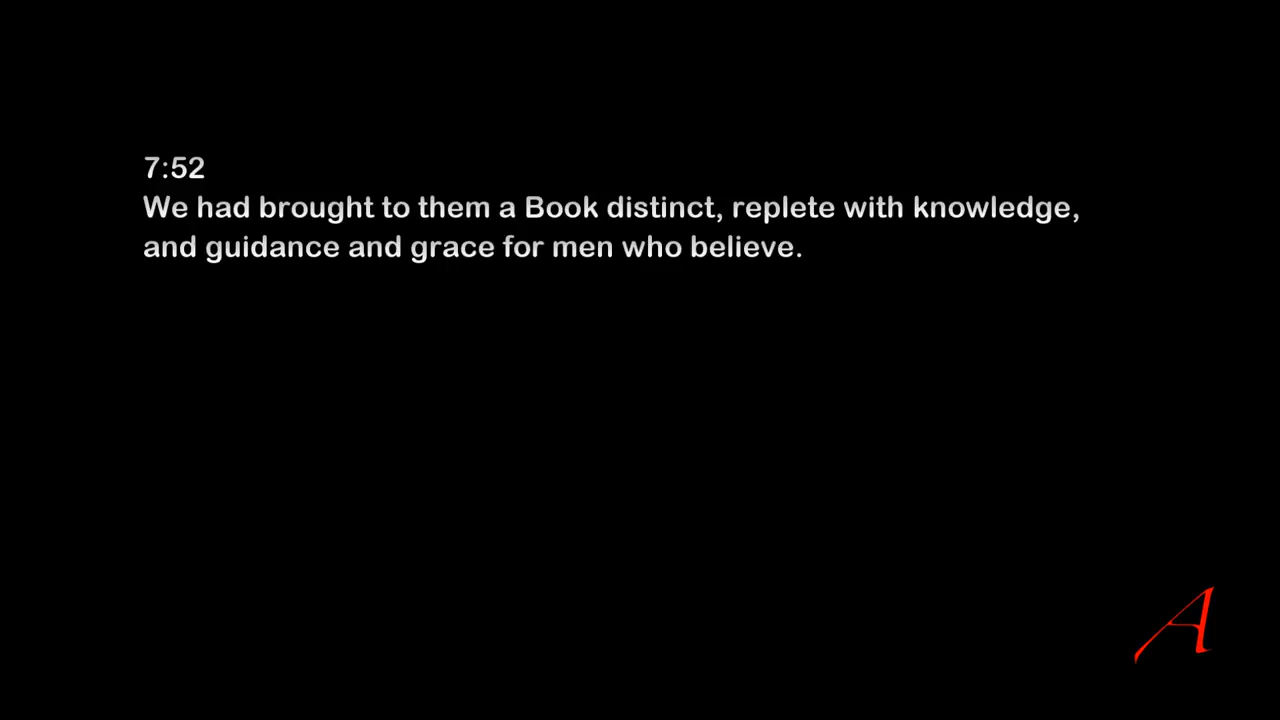 7:52
We had brought to them a Book distinct, replete with knowledge,
and guidance and grace for men who believe.
A